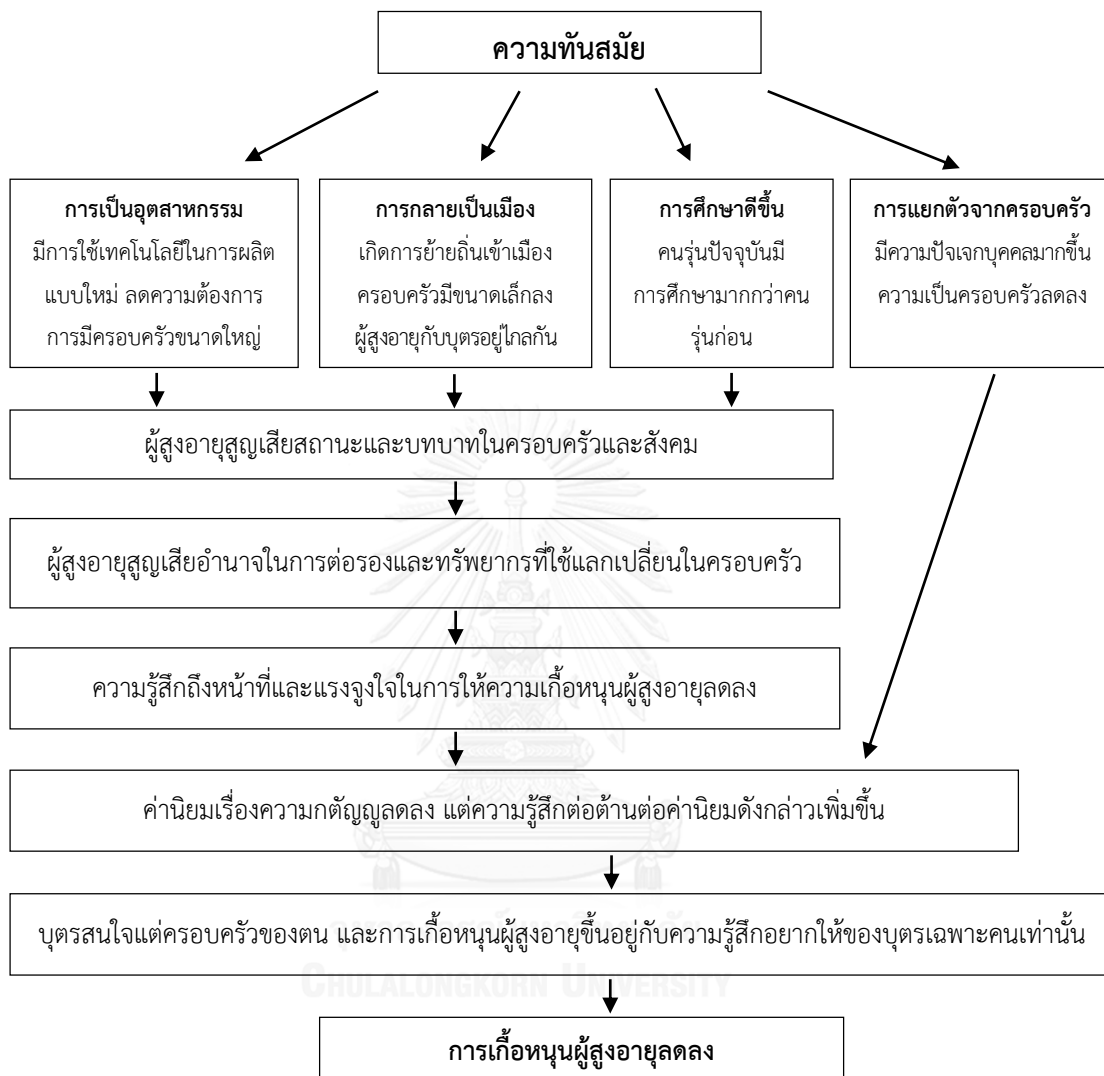 ความทันสมัย
การเป็นอุตสาหกรรม
มีการใช้เทคโนโลยีในการผลิต
แบบใหม่ ลดความต้องการ
การมีครอบครัวขนาดใหญ่
การกลายเป็นเมือง
เกิดการย้ายถิ่นเข้าเมือง
ครอบครัวมีขนาดเล็กลง
ผู้สูงอายุกับบุตรอยู่ไกลกัน
การศึกษาดีขึ้น
คนรุ่นปัจจุบันมี
การศึกษามากกว่าคน
รุ่นก่อน
การแยกตัวจากครอบครัว
มีความปัจเจกบุคคลมากขึ้น
ความเป็นครอบครัวลดลง
ผู้สูงอายุสูญเสียสถานะและบทบาทในครอบครัวและสังคม
ผู้สูงอายุสูญเสียอำนาจในการต่อรองและทรัพยากรที่ใช้แลกเปลี่ยนในครอบครัว
ความรู้สึกถึงหน้าที่และแรงจูงใจในการให้ความเกื้อหนุนผู้สูงอายุลดลง
ค่านิยมเรื่องความกตัญญูลดลง แต่ความรู้สึกต่อต้านต่อค่านิยมดังกล่าวเพิ่มขึ้น
บุตรสนใจแต่ครอบครัวของตน และการเกื้อหนุนผู้สูงอายุขึ้นอยู่กับความรู้สึกอยากให้ของบุตรเฉพาะคนเท่านั้น
CHULALONGKORN UNIVERSITY
การเกื้อหนุนผู้สูงอายุลดลง